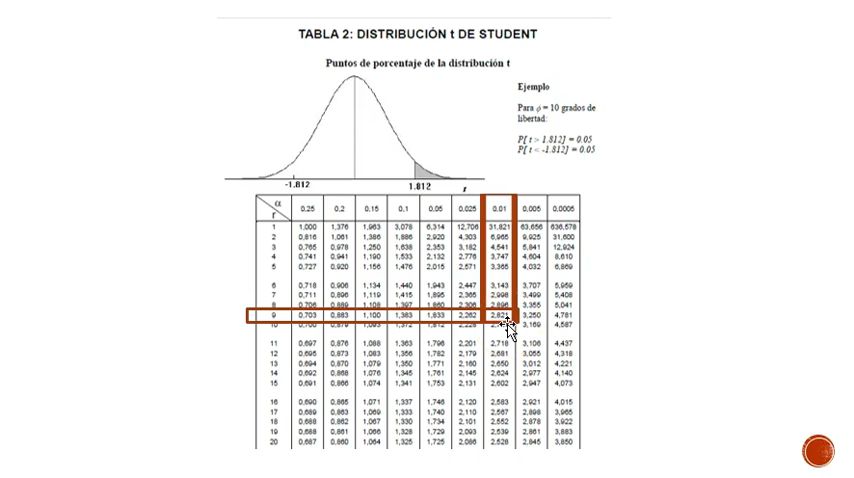 TABLA 2: DISTRIBUCIÓN t DE STUDENT
Puntos de porcentaje de la distribución t
Ejemplo
Para ϕ = 10 grados de
libertad:
P[ t > 1.812] = 0.05
P[ t < -1.812] = 0.05
-1.812 1.812 t
α
r 0,25 0,2 0,15 0,1 0,05 0,025 0,01 0,005 0,0005
1 1,000 1,376 1,963 3,078 6,314 12,706 31,821 63,656 636,578
2 0,816 1,061 1,386 1,886 2,920 4,303 6,965 9,925 31,600
3 0,765 0,978 1,250 1,638 2,353 3,182 4,541 5,841 12,924
4 0,741 0,941 1,190 1,533 2,132 2,776 3,747 4,604 8,610
5 0,727 0,920 1,156 1,476 2,015 2,571 3,365 4,032 6,869
6 0,718 0,906 1,134 1,440 1,943 2,447 3,143 3,707 5,959
7 0,711 0,896 1,119 1,415 1,895 2,365 2,998 3,499 5,408
8 0,706 0,889 1,108 1,397 1,860 2,306 2,896 3,355 5,041
9 0,703 0,883 1,100 1,383 1,833 2,262 2,821 3,250 4,781
10 0,700 0,879 1,093 1,372 1,812 2,228 3,169 4,587
11 0,697 0,876 1,088 1,363 1,796 2,201 2,718 3,106 4,437
12 0,695 0,873 1,083 1,356 1,782 2,179 2,681 3,055 4,318
13 0,694 0,870 1,079 1,350 1,771 2,160 2,650 3,012 4,221
14 0,692 0,868 1,076 1,345 1,761 2,145 2,624 2,977 4,140
15 0,691 0,866 1,074 1,341 1,753 2,131 2,602 2,947 4,073
16 0,690 0,865 1,071 1,337 1,746 2,120 2,583 2,921 4,015
17 0,689 0,863 1,069 1,333 1,740 2,110 2,567 2,898 3,965
18 0,688 0,862 1,067 1,330 1,734 2,101 2,552 2,878 3,922
19 0,688 0,861 1,066 1,328 1,729 2,093 2,539 2,861 3,883
20 0,687 0,860 1,064 1,325 1,725 2,086 2,528 2,845 3,850